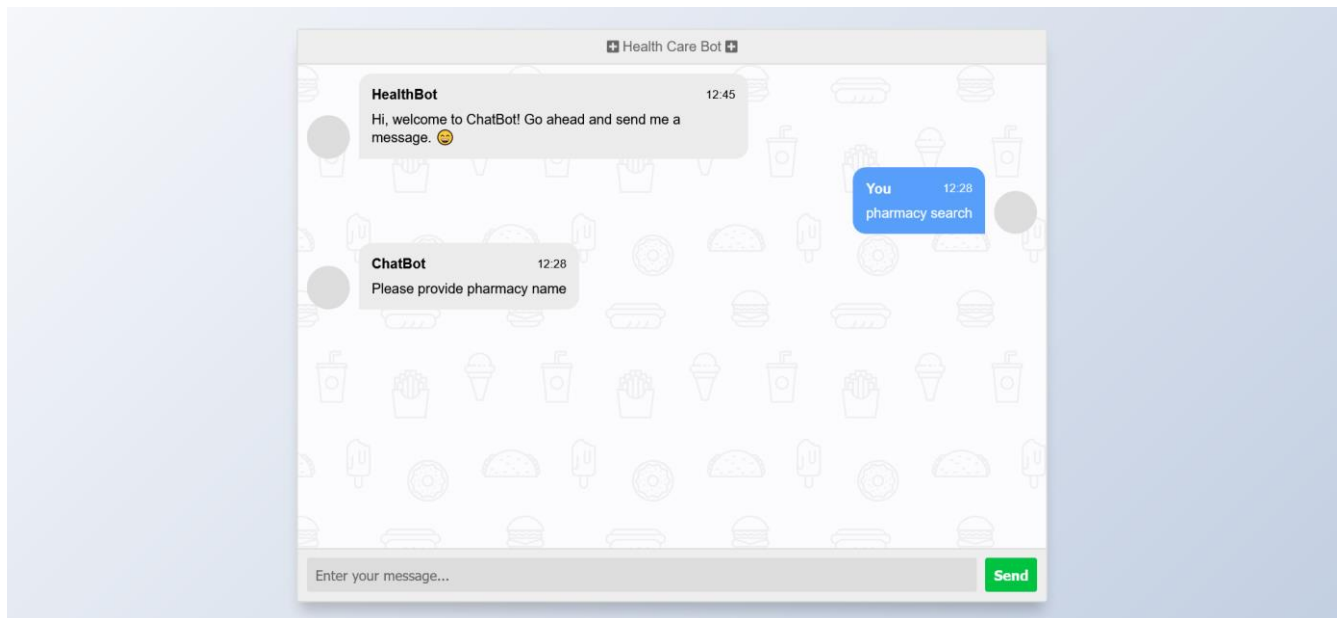 Health Care Bot
HealthBot 12:45
Hi, welcome to ChatBot! Go ahead and send me a
message. 😄
You 12:28
pharmacy search
ChatBot 12:28
Please provide pharmacy name
Enter your message...
Send